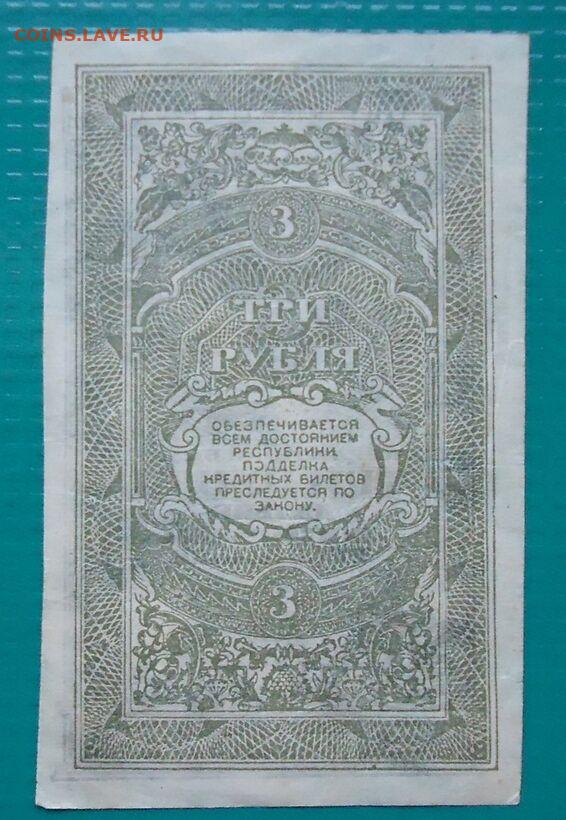 COINS.LAVE.RU
3
ТРИ
РУБЛЯ
ОБЕЗПЕЧИВАЕТСЯ
ВСЕМ ДОСТОЯНИЕМ
РЕСПУБЛИКИ.
ПОДДЕЛКА
КРЕДИТНЫХ БИЛЕТОВ
ПРЕСЛЕДУЕТСЯ ПО
ЗАКОНУ.
3